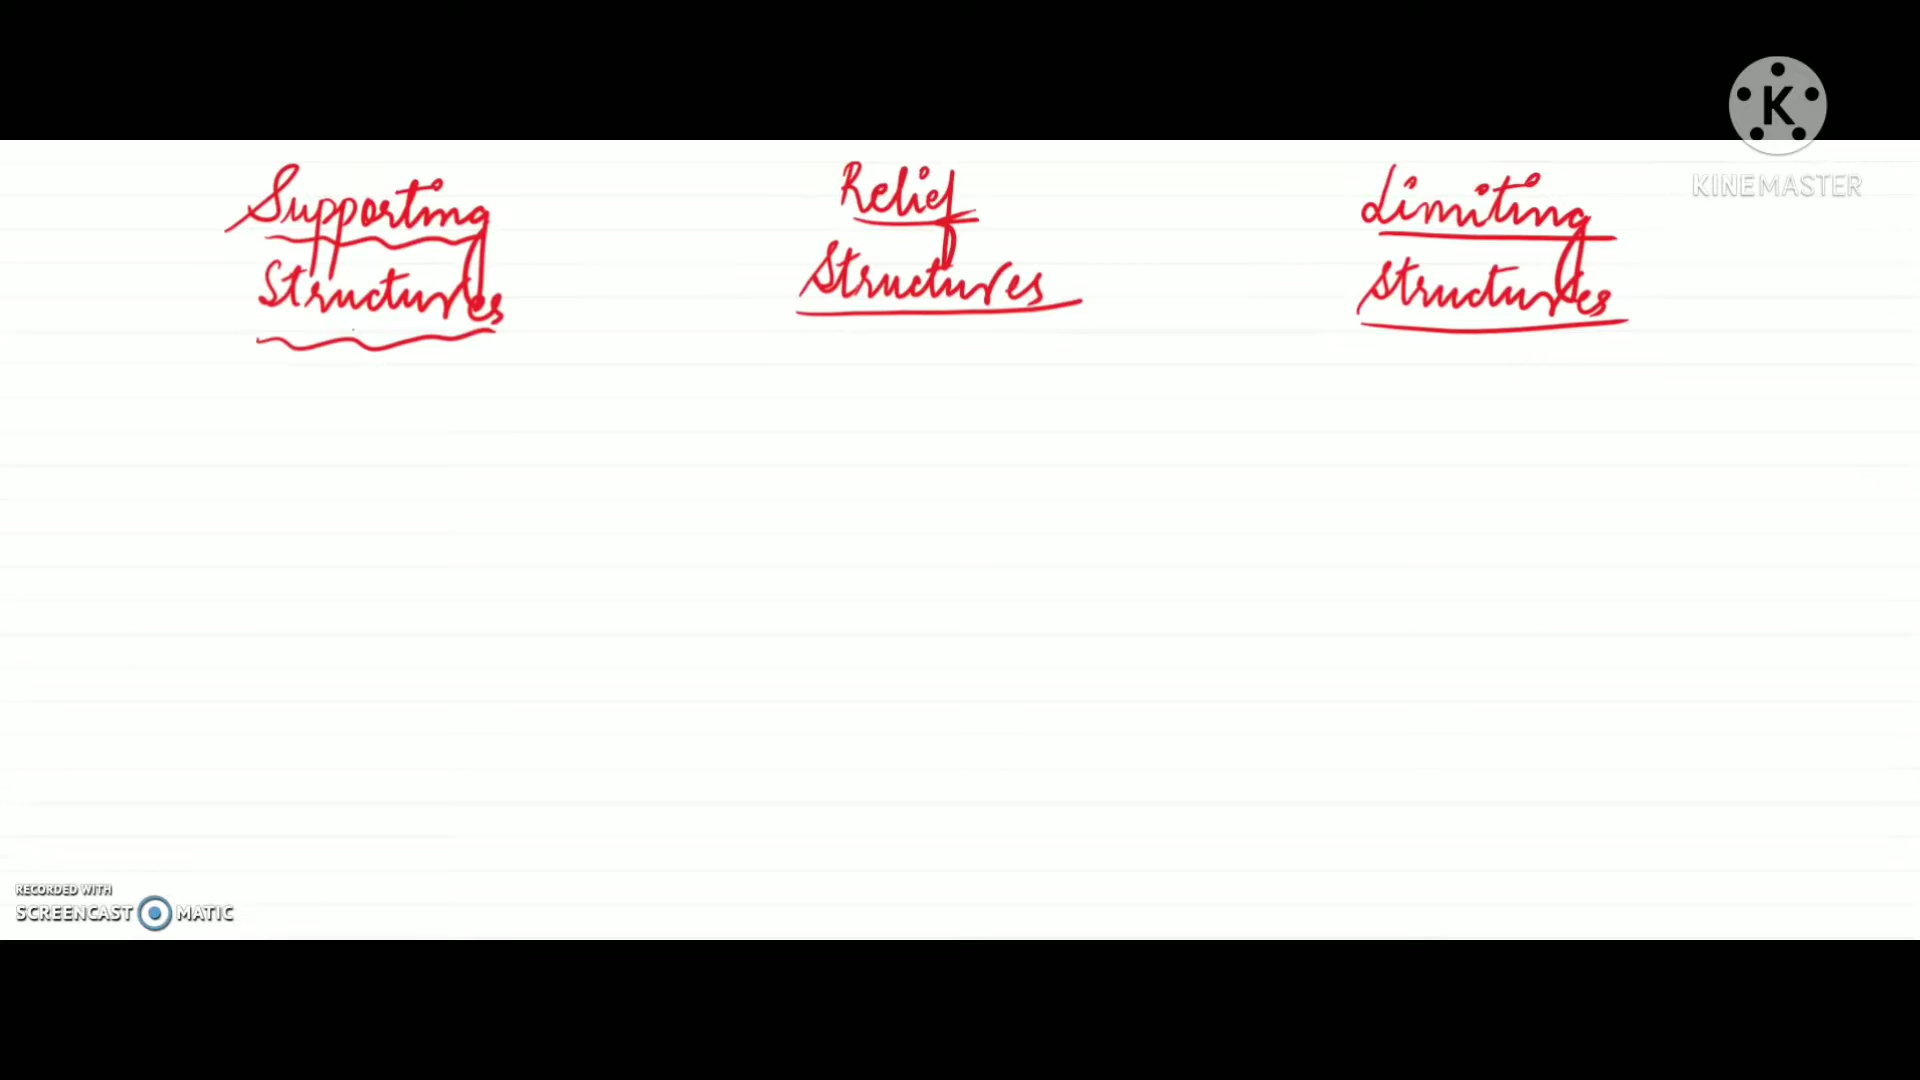 Supporting
Structures
Relief
Structures
Limiting
Structures
K
KINEMASTER
RECORDED WITH
SCREENCAST MATIC